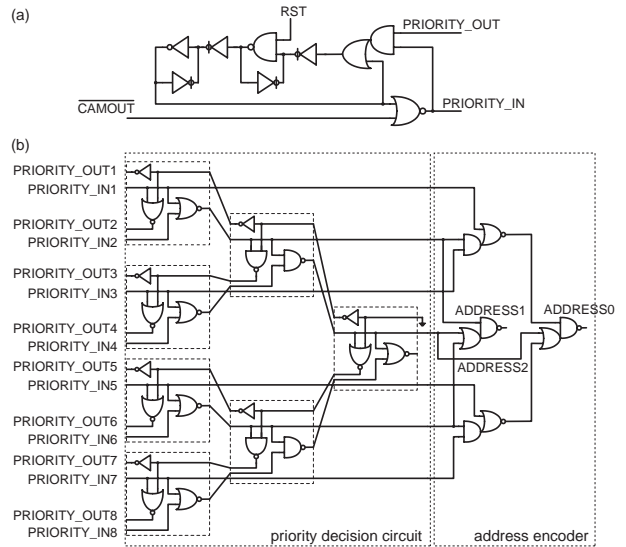 (a)
RST
PRIORITY_OUT
CAMOUT
PRIORITY_IN
(b)
PRIORITY_OUT1
PRIORITY_IN1
PRIORITY_OUT2
PRIORITY_IN2
PRIORITY_OUT3
PRIORITY_IN3
PRIORITY_OUT4
PRIORITY_IN4
PRIORITY_OUT5
PRIORITY_IN5
PRIORITY_OUT6
PRIORITY_IN6
PRIORITY_OUT7
PRIORITY_IN7
PRIORITY_OUT8
PRIORITY_IN8
ADDRESS1
ADDRESS0
ADDRESS2
priority decision circuit
address encoder